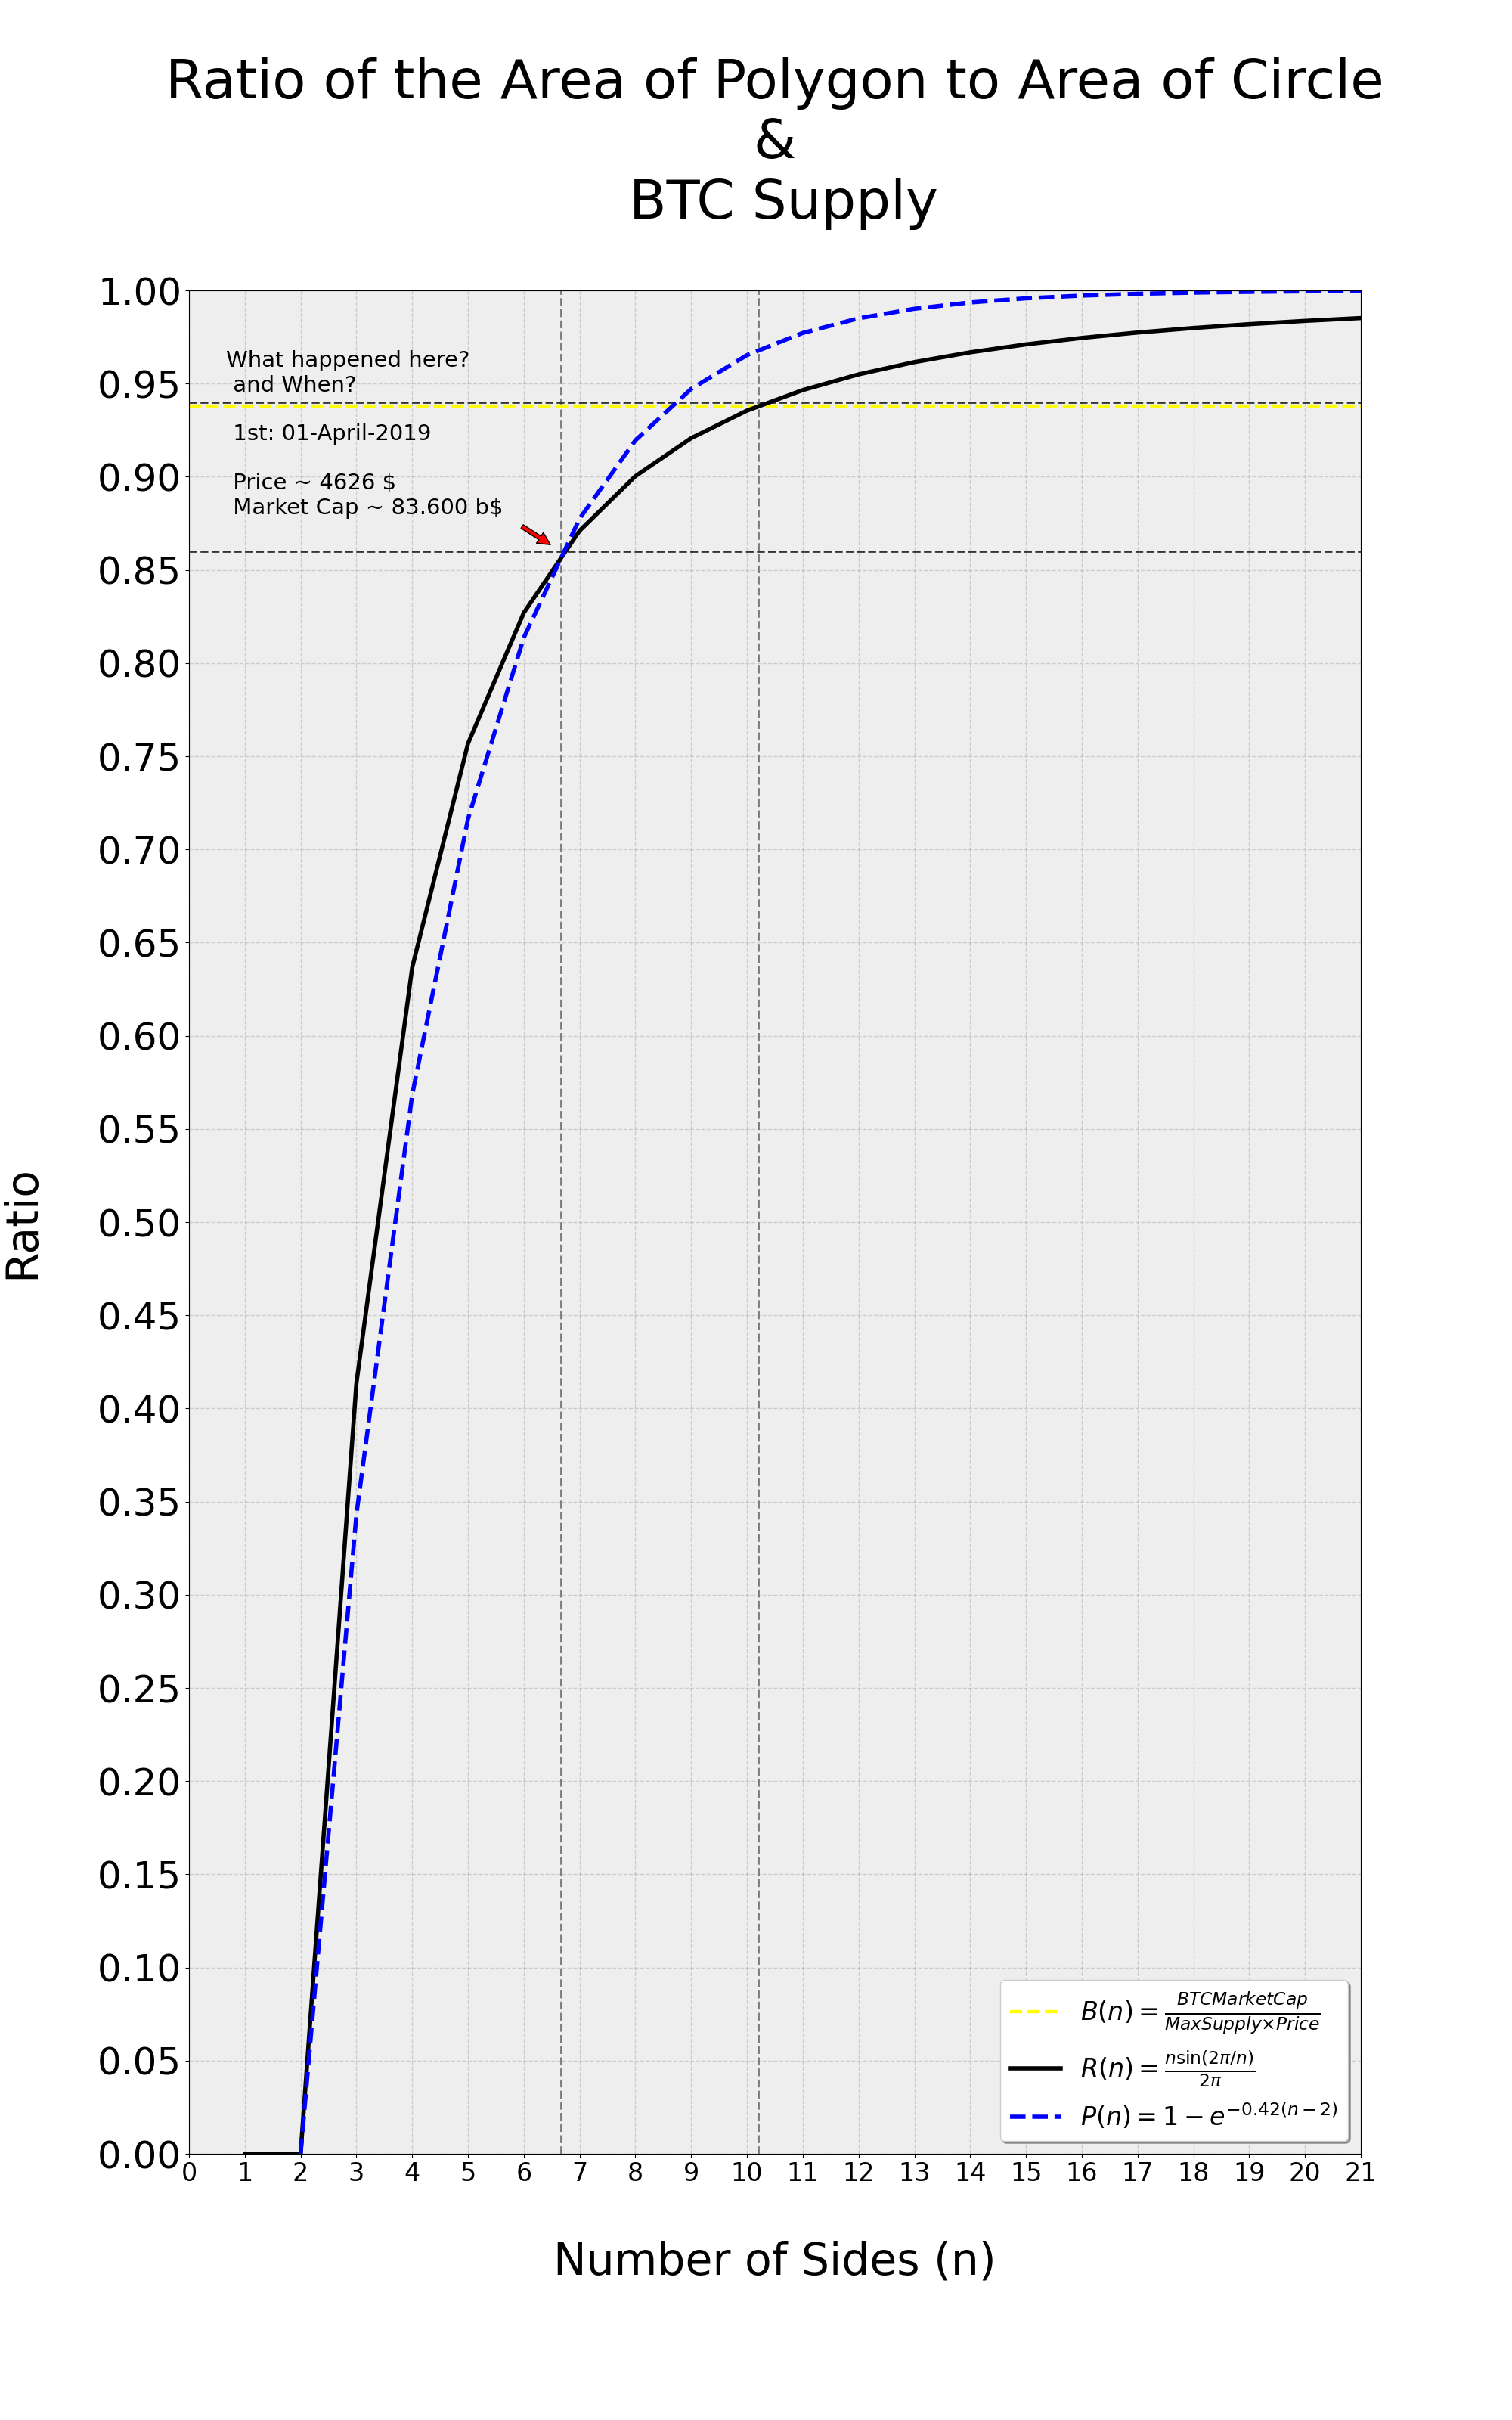 Ratio of the Area of Polygon to Area of Circle
&
BTC Supply
1.00
0.95
0.90
0.85
0.80
0.75
0.70
0.65
0.60
0.55
0.50
0.45
0.40
0.35
0.30
0.25
0.20
0.15
0.10
0.05
0.00
Ratio
What happened here?
and When?
1st: 01-April-2019
Price ~ 4626 $
Market Cap ~ 83.600 b$
B(n) = BTCMarketCap / MaxSupply×Price
R(n) = n sin(2π/n) / 2π
P(n) = 1 − e^−0.42(n−2)
0 1 2 3 4 5 6 7 8 9 10 11 12 13 14 15 16 17 18 19 20 21
Number of Sides (n)